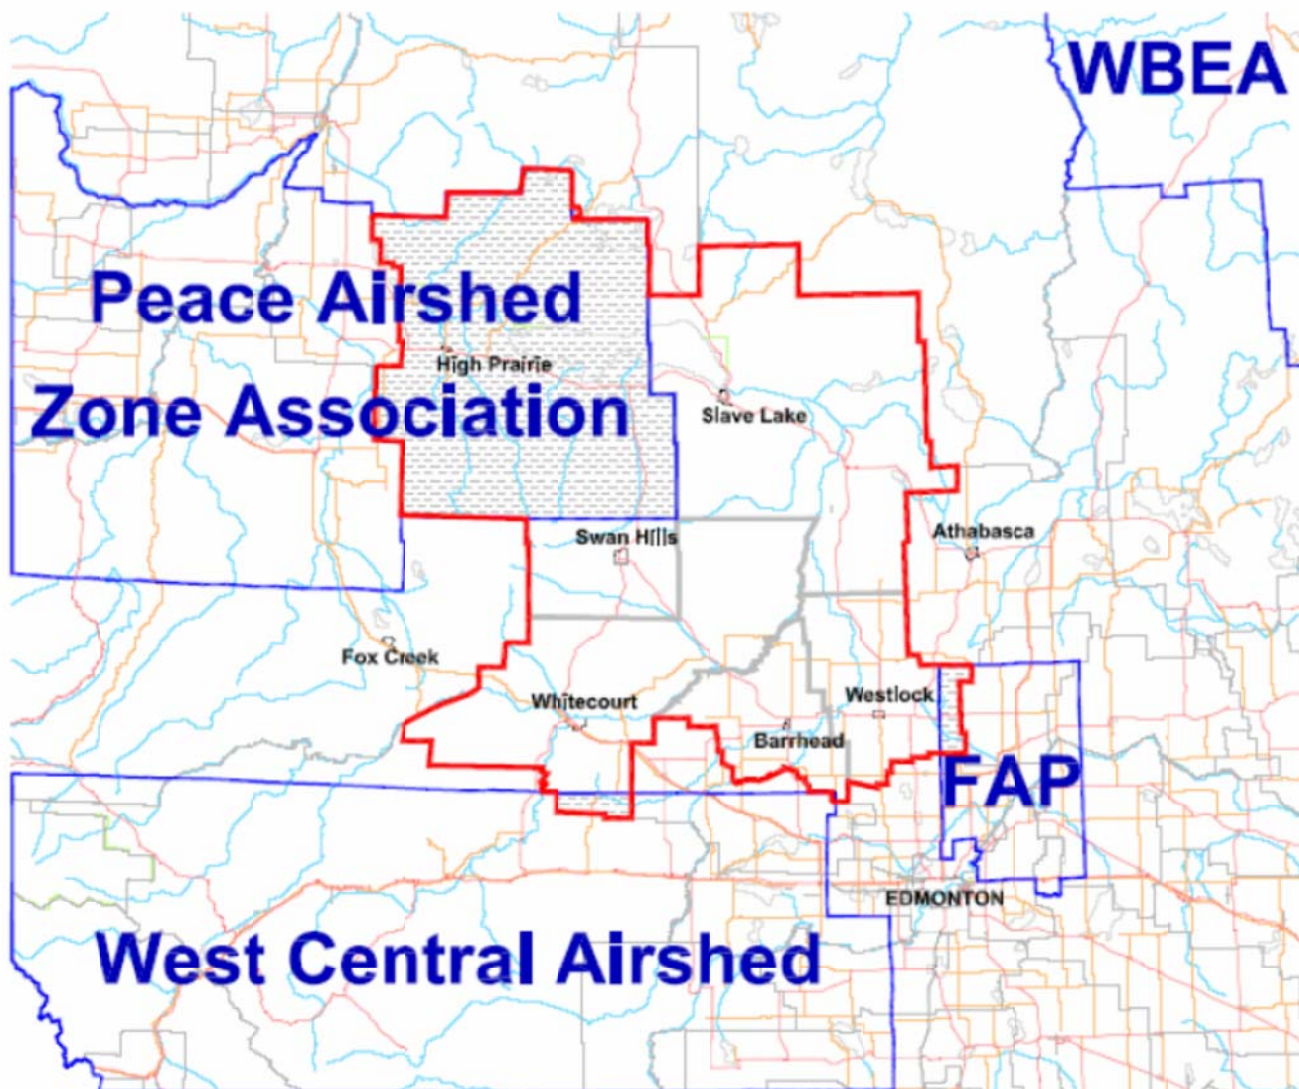 WBEA
Peace Airshed
High Prairie
Zone Association
Slave Lake
Athabasca
Swan Hills
Fox Creek
Whitecourt
Westlock
Barrhead
FAP
EDMONTON
West Central Airshed